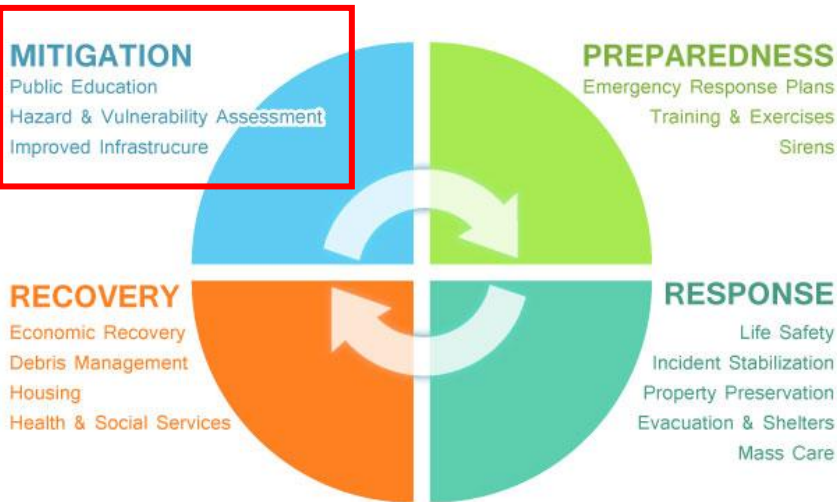 MITIGATION
Public Education
Hazard & Vulnerability Assessment
Improved Infrastrucure
PREPAREDNESS
Emergency Response Plans
Training & Exercises
Sirens
RECOVERY
Economic Recovery
Debris Management
Housing
Health & Social Services
RESPONSE
Life Safety
Incident Stabilization
Property Preservation
Evacuation & Shelters
Mass Care